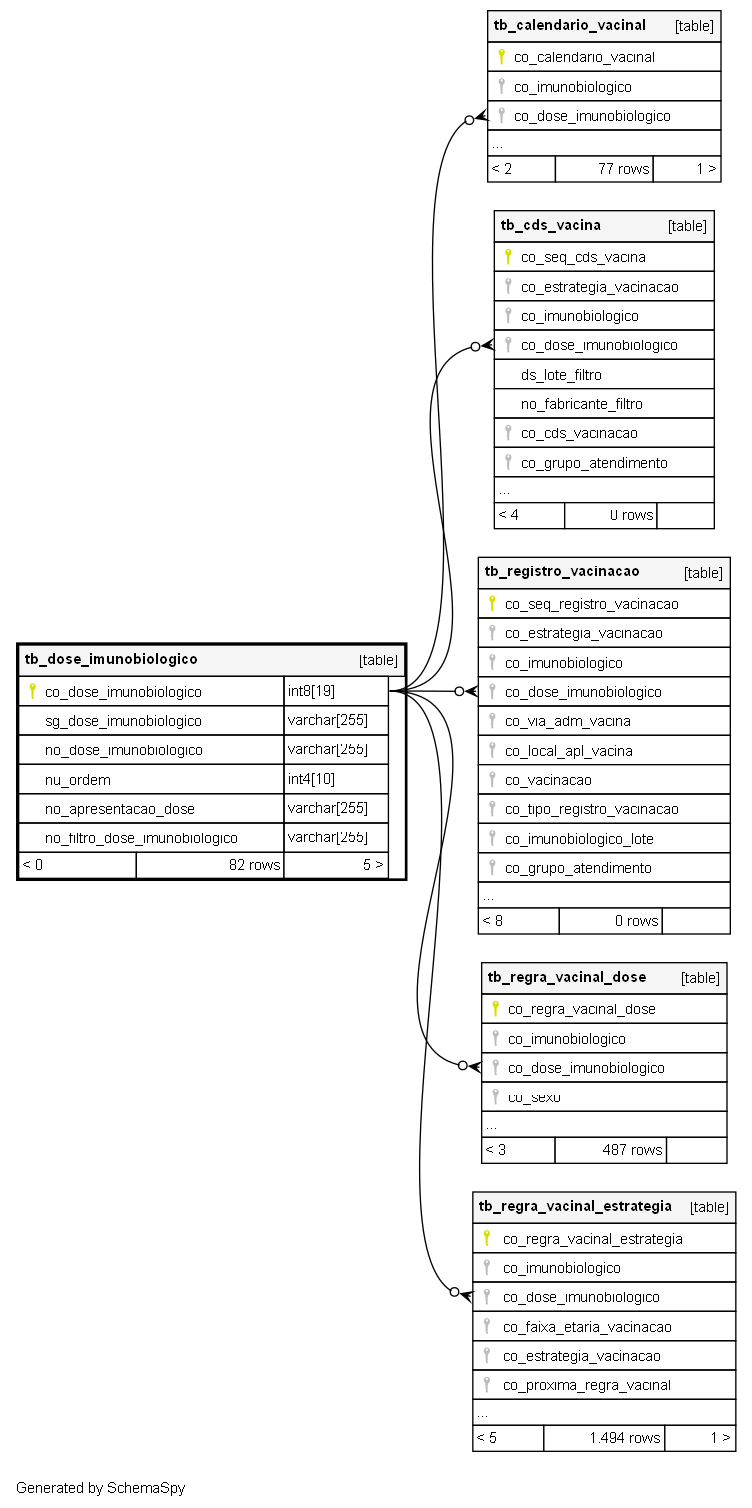 tb_calendario_vacinal [table]
co_calendario_vacinal
co_imunobiologico
co_dose_imunobiologico
...
< 2 77 rows 1 >
tb_cds_vacina [table]
co_seq_cds_vacina
co_estrategia_vacinacao
co_imunobiologico
co_dose_imunobiologico
ds_lote_filtro
no_fabricante_filtro
co_cds_vacinacao
co_grupo_atendimento
...
< 4 0 rows
tb_registro_vacinacao [table]
co_seq_registro_vacinacao
co_estrategia_vacinacao
co_imunobiologico
co_dose_imunobiologico
co_via_adm_vacina
co_local_apl_vacina
co_vacinacao
co_tipo_registro_vacinacao
co_imunobiologico_lote
co_grupo_atendimento
...
< 8 0 rows
tb_dose_imunobiologico [table]
co_dose_imunobiologico int8[19]
sg_dose_imunobiologico varchar[255]
no_dose_imunobiologico varchar[255]
nu_ordem int4[10]
no_apresentacao_dose varchar[255]
no_filtro_dose_imunobiologico varchar[255]
< 0 82 rows 5 >
tb_regra_vacinal_dose [table]
co_regra_vacinal_dose
co_imunobiologico
co_dose_imunobiologico
co_sexo
...
< 3 487 rows
tb_regra_vacinal_estrategia [table]
co_regra_vacinal_estrategia
co_imunobiologico
co_dose_imunobiologico
co_faixa_etaria_vacinacao
co_estrategia_vacinacao
co_proxima_regra_vacinal
...
< 5 1.494 rows 1 >
Generated by SchemaSpy